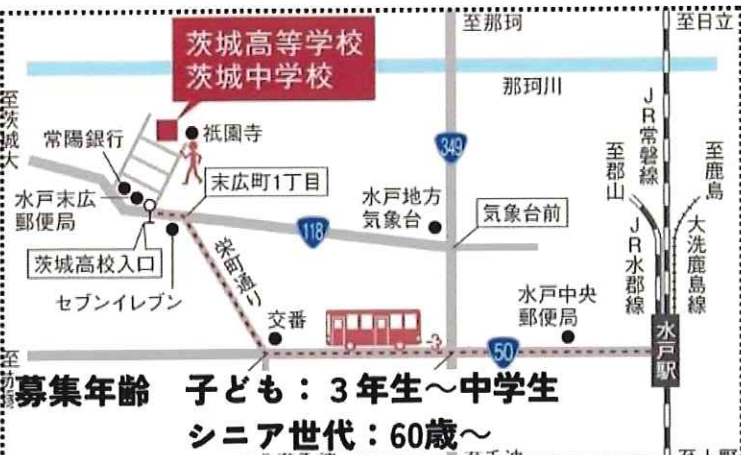 茨城高等学校
茨城中学校
至那珂
至日立
那珂川
至茨城大
常陽銀行
祇園寺
349
JR常磐線
至郡山
至鹿島
水戸末広
郵便局
末広町1丁目
水戸地方
気象台
気象台前
JR水郡線
大洗鹿島線
118
茨城高校入口
セブンイレブン
栄町通り
交番
水戸中央
郵便局
50
水戸駅
募集年齢 子ども:3年生～中学生
シニア世代:60歳～